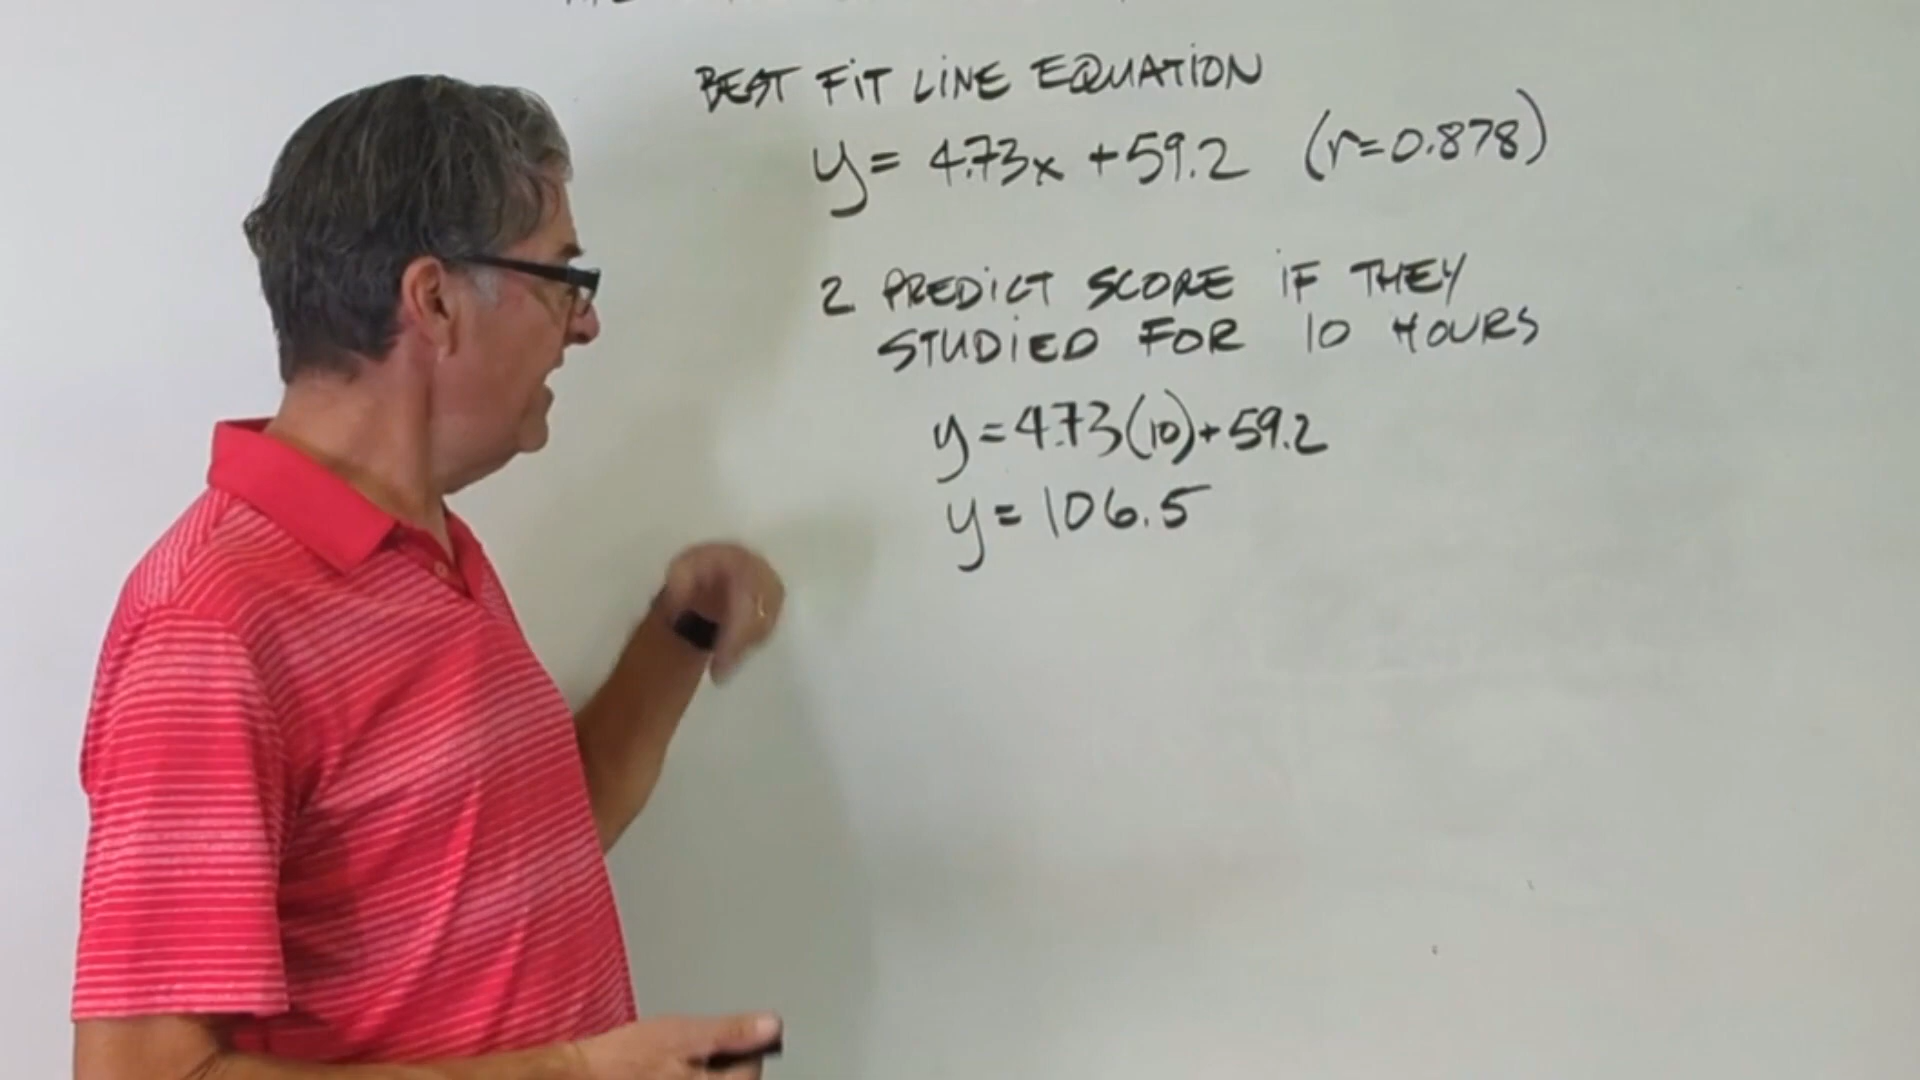 BEST FIT LINE EQUATION
y = 4.73x + 59.2 (r=0.878)
2 PREDICT SCORE IF THEY
STUDIED FOR 10 HOURS
y = 4.73(10) + 59.2
y = 106.5